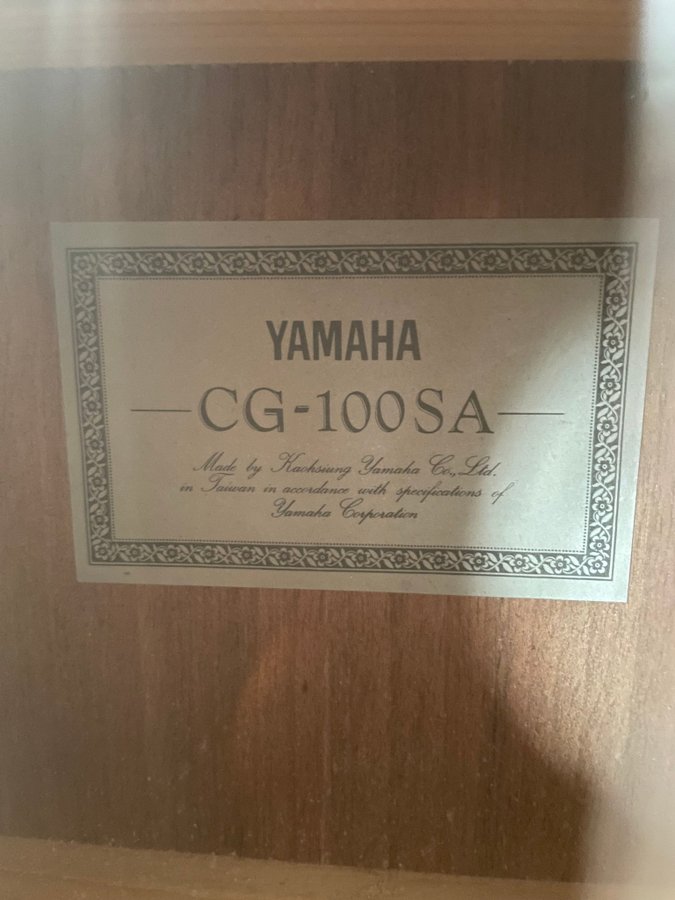 YAMAHA
CG-100SA
Made by Kaohsiung Yamaha Co., Ltd.
in Taiwan in accordance with specifications of
Yamaha Corporation